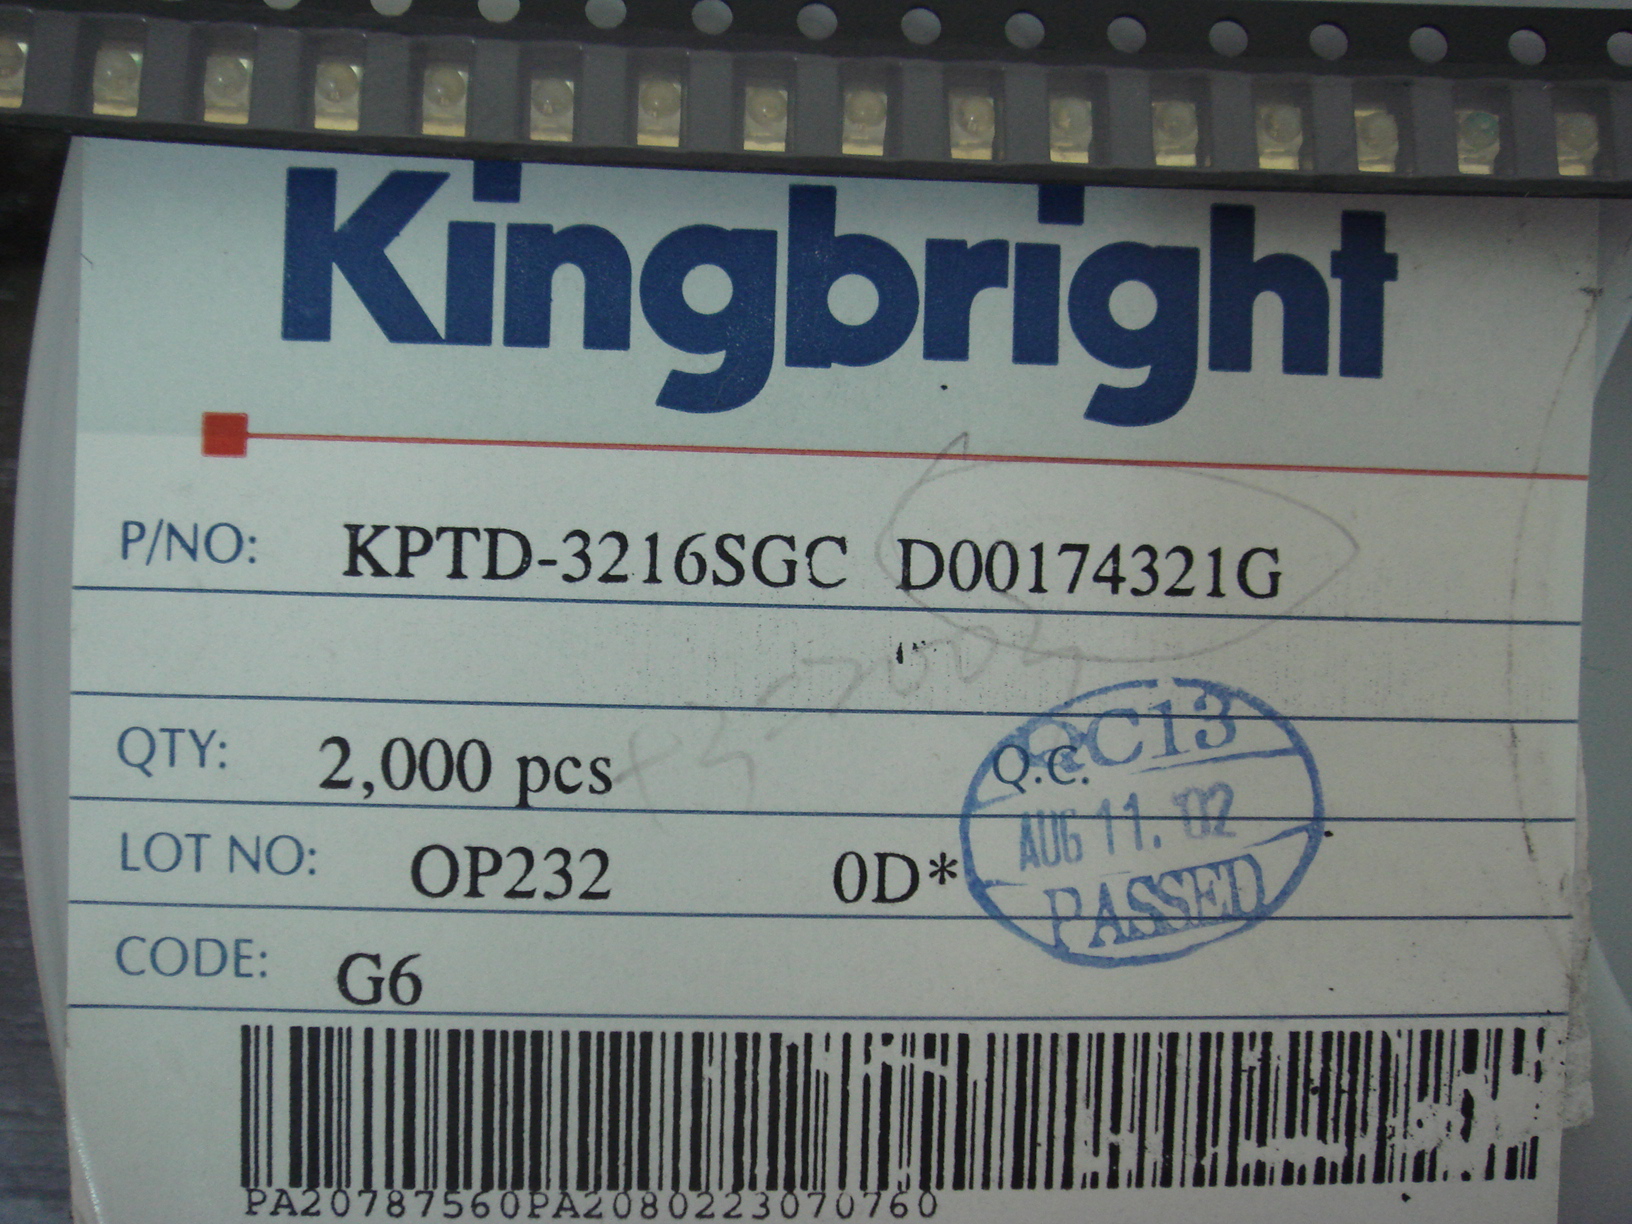 Kingbright
P/NO: KPTD-3216SGC D00174321G
QTY: 2,000 pcs Q.C.
QC13
AUG 11. 02
PASSED
LOT NO: OP232 0D*
CODE: G6
PA20787560PA2080223070760